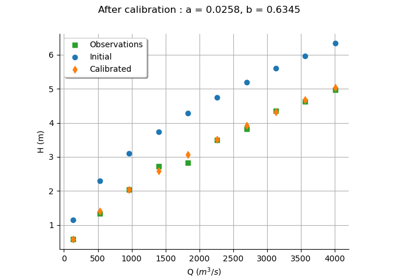 After calibration : a = 0.0258, b = 0.6345
Observations
Initial
Calibrated
H (m)
6
5
4
3
2
1
0 500 1000 1500 2000 2500 3000 3500 4000
Q (m³/s)